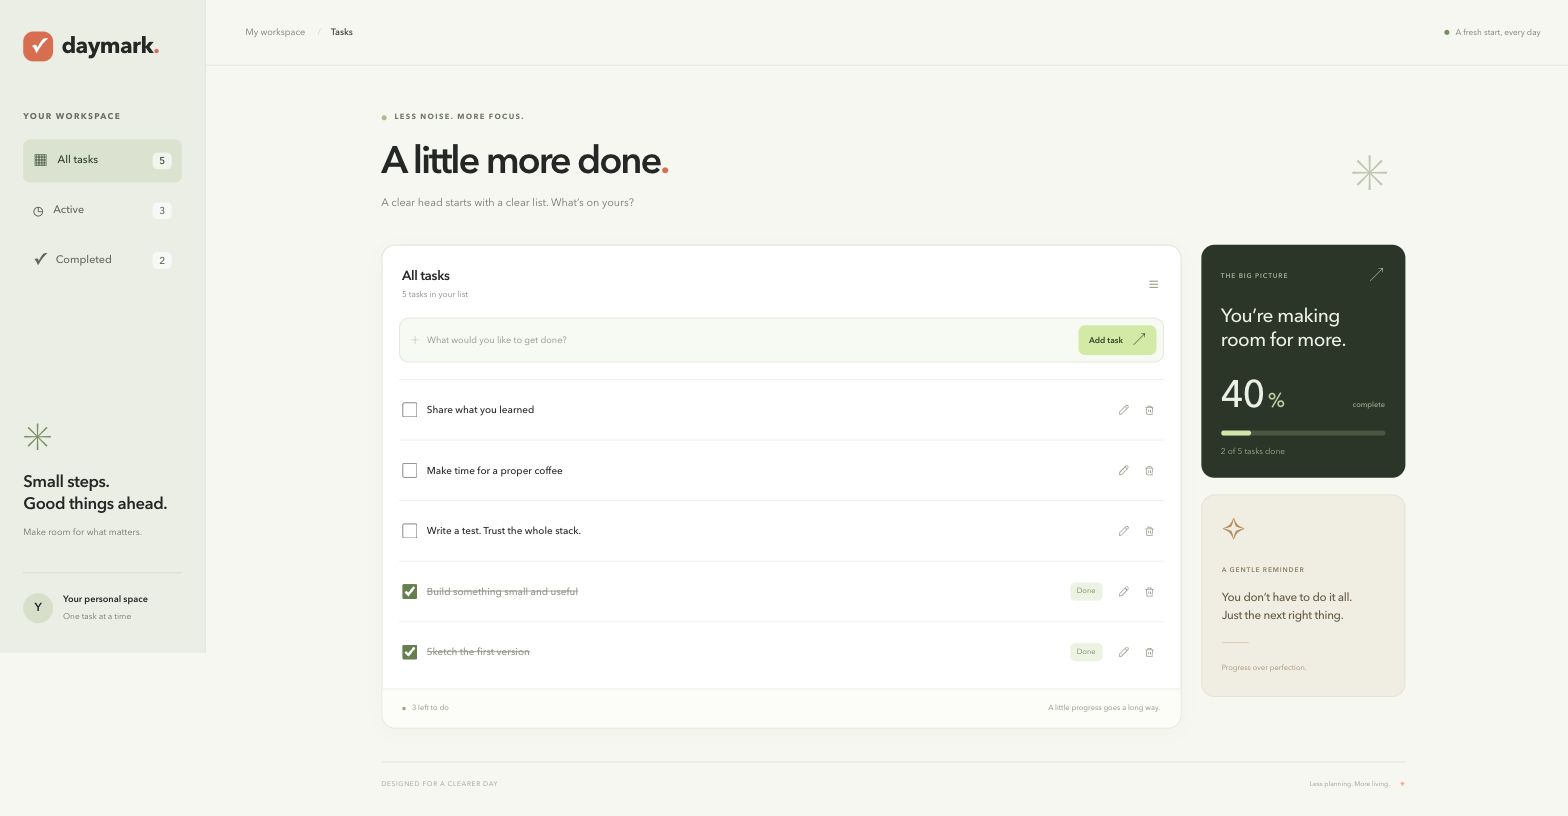 daymark.
YOUR WORKSPACE
All tasks 5
Active 3
Completed 2
Small steps.
Good things ahead.
Make room for what matters.
Y
Your personal space
One task at a time
My workspace / Tasks
A fresh start, every day
LESS NOISE. MORE FOCUS.
A little more done.
A clear head starts with a clear list. What's on yours?
All tasks
5 tasks in your list
+ What would you like to get done?
Add task
Share what you learned
Make time for a proper coffee
Write a test. Trust the whole stack.
Build something small and useful Done
Sketch the first version Done
3 left to do
A little progress goes a long way.
THE BIG PICTURE
You're making
room for more.
40%
complete
2 of 5 tasks done
A GENTLE REMINDER
You don't have to do it all.
Just the next right thing.
Progress over perfection.
DESIGNED FOR A CLEARER DAY
Less planning. More living.